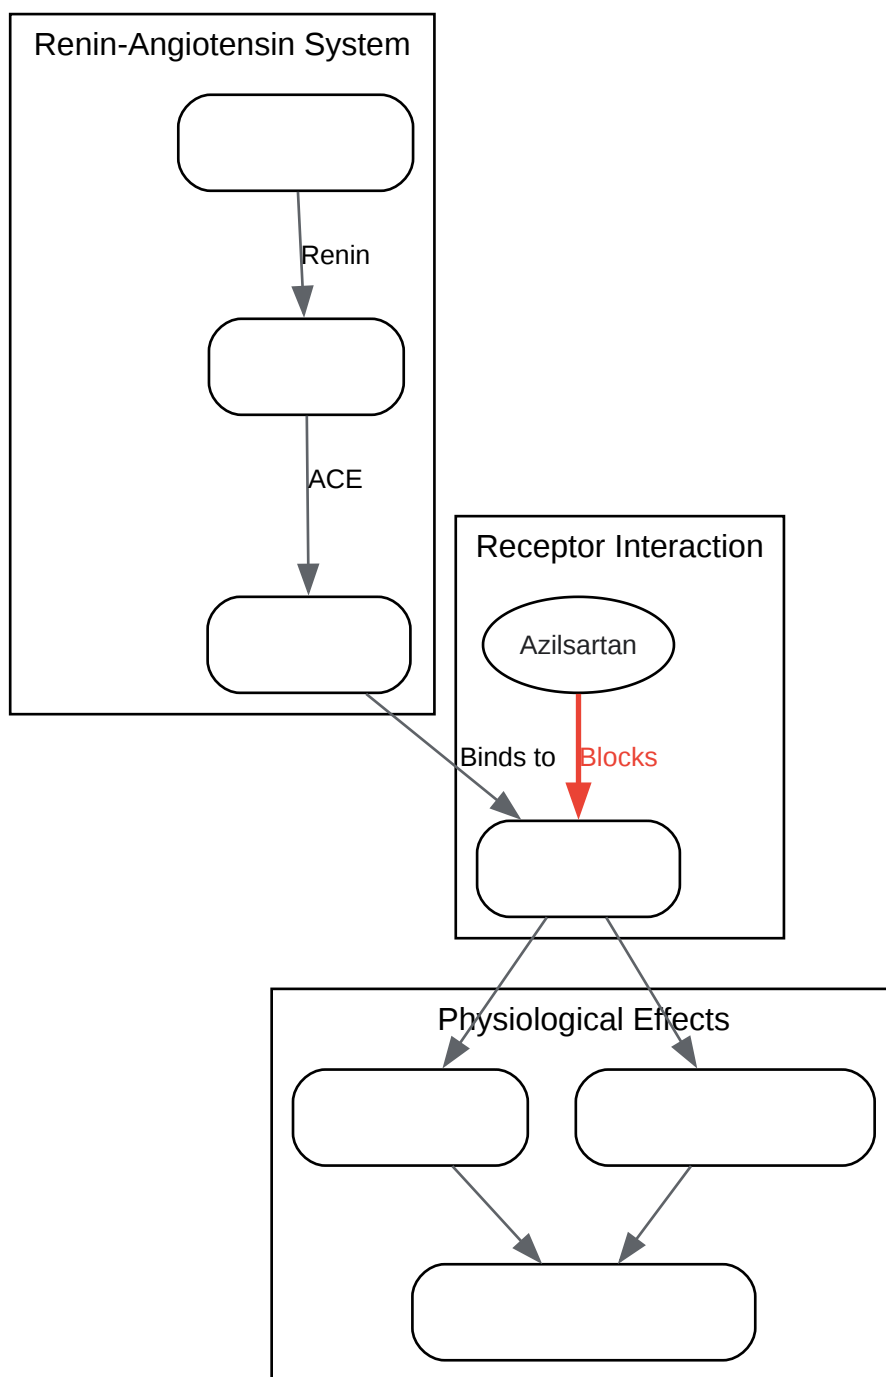 Renin-Angiotensin System
Renin
ACE
Receptor Interaction
Azilsartan
Binds to
Blocks
Physiological Effects